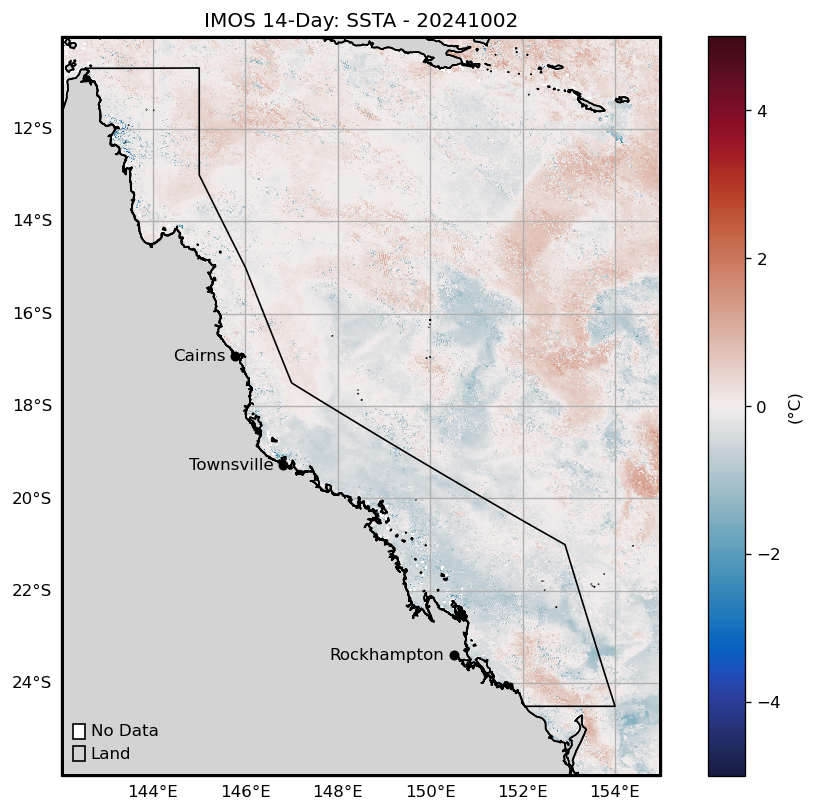 IMOS 14-Day: SSTA - 20241002
12°S
14°S
16°S
18°S
20°S
22°S
24°S
Cairns
Townsville
Rockhampton
No Data
Land
144°E 146°E 148°E 150°E 152°E 154°E
4
2
0
−2
−4
(°C)